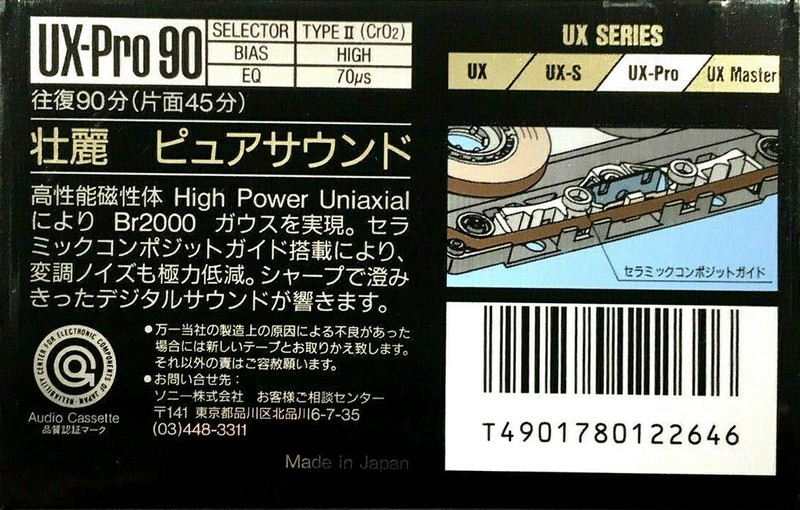 UX-Pro 90
SELECTOR TYPE II (CrO2)
BIAS HIGH
EQ 70μs
往復90分(片面45分)
壮麗 ピュアサウンド
高性能磁性体 High Power Uniaxial
により Br2000 ガウスを実現。セラ
ミックコンポジットガイド搭載により、
変調ノイズも極力低減。シャープで澄み
きったデジタルサウンドが響きます。
RELIABILITY CENTER FOR ELECTRONIC COMPONENTS OF JAPAN
Audio Cassette
品質認証マーク
●万一当社の製造上の原因による不良があった
場合には新しいテープとお取りかえ致します。
それ以外の責はご容赦願います。
●お問い合せ先:
ソニー株式会社 お客様ご相談センター
〒141 東京都品川区北品川6-7-35
(03)448-3311
Made in Japan
UX SERIES
UX UX-S UX-Pro UX Master
セラミックコンポジットガイド
T4901780122646